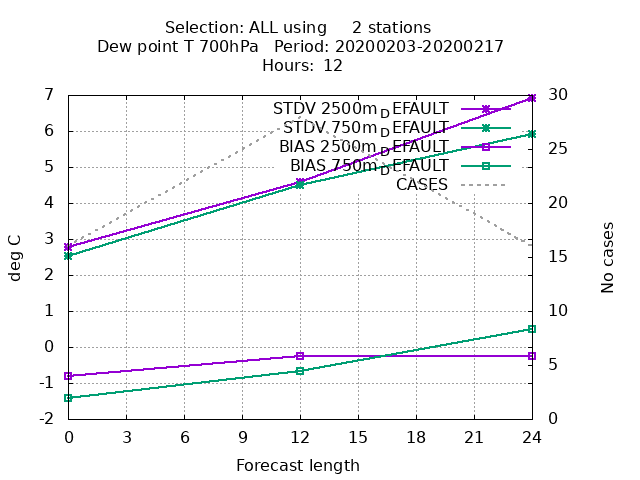 Selection: ALL using 2 stations
Dew point T 700hPa Period: 20200203-20200217
Hours: 12
7
6
5
4
3
2
1
0
-1
-2
deg C
30
25
20
15
10
5
0
No cases
STDV 2500m_DEFAULT
STDV 750m_DEFAULT
BIAS 2500m_DEFAULT
BIAS 750m_DEFAULT
CASES
0 3 6 9 12 15 18 21 24
Forecast length